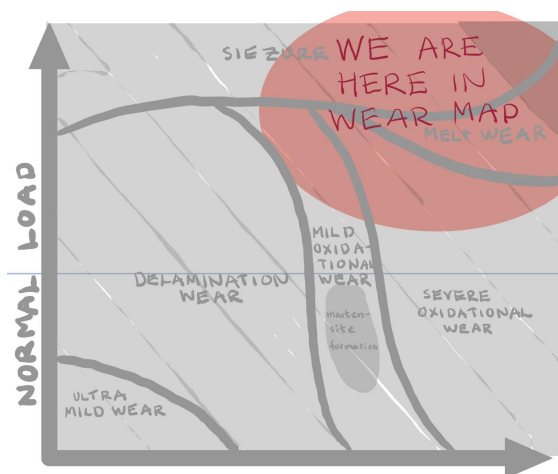 SIEZURE
WE ARE
HERE IN
WEAR MAP
MELT WEAR
NORMAL LOAD
MILD
OXIDA-
TIONAL
WEAR
DELAMINATION
WEAR
SEVERE
OXIDATIONAL
WEAR
marten-
site
formation
ULTRA
MILD WEAR